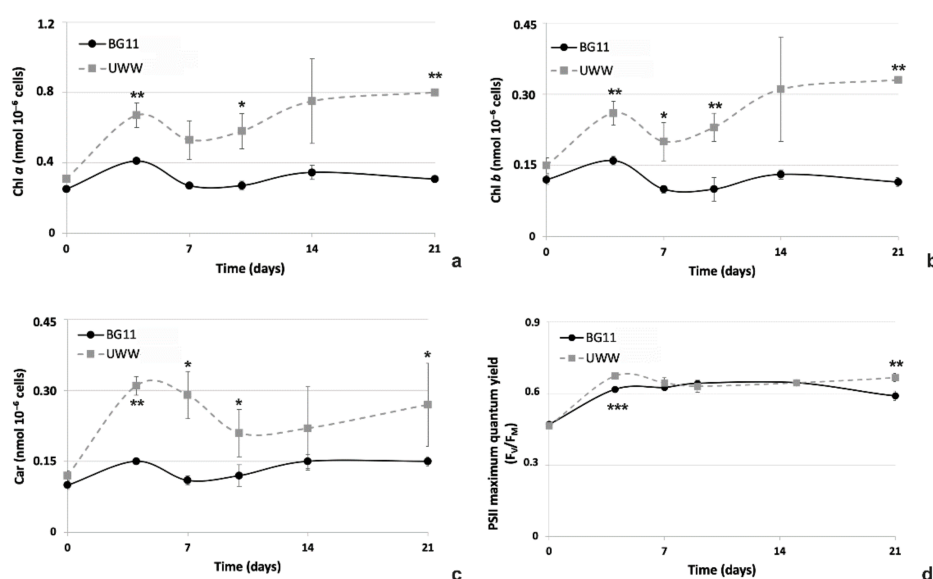 1.2
BG11
UWW
0.8
0.4
0
**
*
**
Chl a (nmol 10⁻⁶ cells)
0 7 14 21
Time (days)
a
0.45
BG11
UWW
0.30
0.15
0
**
*
**
**
Chl b (nmol 10⁻⁶ cells)
0 7 14 21
Time (days)
b
0.45
BG11
UWW
0.30
0.15
0
**
*
*
*
Car (nmol 10⁻⁶ cells)
0 7 14 21
Time (days)
c
0.9
BG11
UWW
0.6
0.3
0
***
**
PSII maximum quantum yield
(Fᵥ/Fᴍ)
0 7 14 21
Time (days)
d